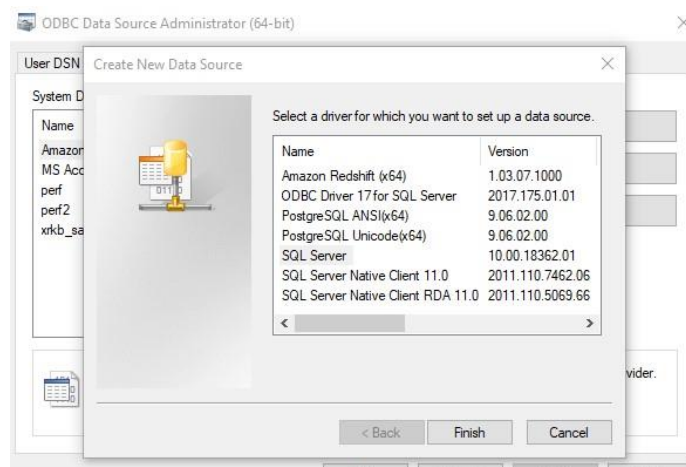 ODBC Data Source Administrator (64-bit)
User DSN
Create New Data Source
System D
Name
Amazon
MS Acc
perf
perf2
xrkb_sa
Select a driver for which you want to set up a data source.
Name Version
Amazon Redshift (x64) 1.03.07.1000
ODBC Driver 17 for SQL Server 2017.175.01.01
PostgreSQL ANSI(x64) 9.06.02.00
PostgreSQL Unicode(x64) 9.06.02.00
SQL Server 10.00.18362.01
SQL Server Native Client 11.0 2011.110.7462.06
SQL Server Native Client RDA 11.0 2011.110.5069.66
vider.
< Back Finish Cancel